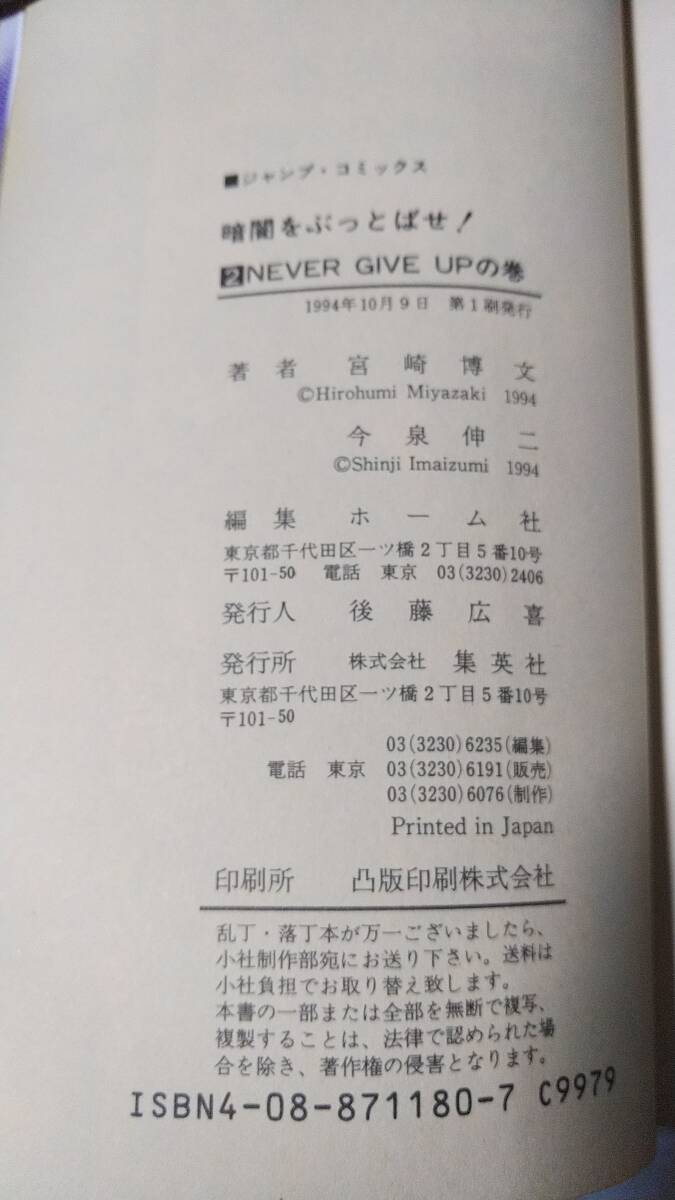 ■ジャンプ・コミックス
暗闇をぶっとばせ!
2 NEVER GIVE UPの巻
1994年10月9日 第1刷発行
著者 宮崎博文
©Hirohumi Miyazaki 1994
今泉伸二
©Shinji Imaizumi 1994
編集 ホーム社
東京都千代田区一ツ橋2丁目5番10号
〒101-50 電話 東京 03(3230)2406
発行人 後藤広喜
発行所 株式会社 集英社
東京都千代田区一ツ橋2丁目5番10号
〒101-50
03(3230)6235(編集)
電話 東京 03(3230)6191(販売)
03(3230)6076(制作)
Printed in Japan
印刷所 凸版印刷株式会社
乱丁・落丁本が万一ございましたら、
小社制作部宛にお送り下さい。送料は
小社負担でお取り替え致します。
本書の一部または全部を無断で複写、
複製することは、法律で認められた場
合を除き、著作権の侵害となります。
ISBN4-08-871180-7 C9979